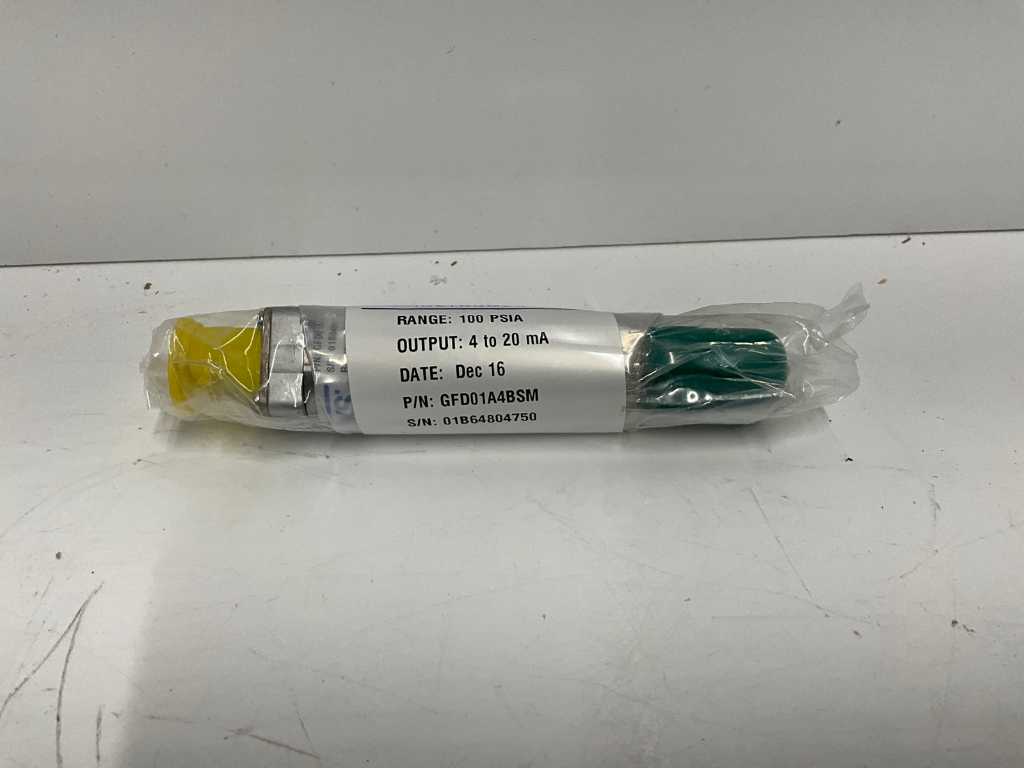 RANGE: 100 PSIA
OUTPUT: 4 to 20 mA
DATE: Dec 16
P/N: GFD01A4BSM
S/N: 01B64804750